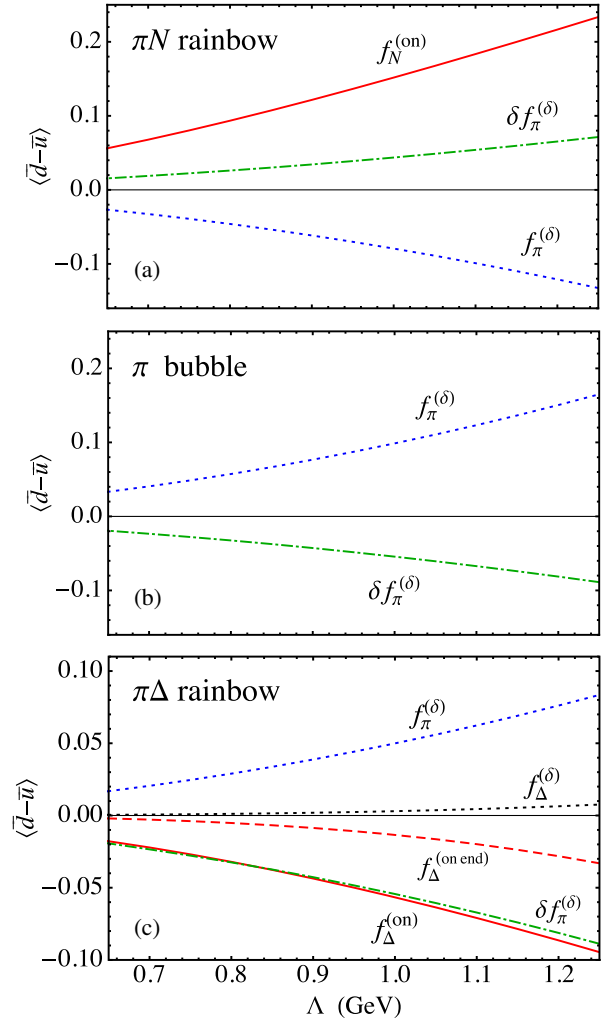 πN rainbow
f_N^(on)
δf_π^(δ)
f_π^(δ)
(a)
⟨d̅−u̅⟩
0.2
0.1
0.0
−0.1
π bubble
f_π^(δ)
δf_π^(δ)
(b)
⟨d̅−u̅⟩
0.2
0.1
0.0
−0.1
πΔ rainbow
f_π^(δ)
f_Δ^(δ)
f_Δ^(on end)
δf_π^(δ)
f_Δ^(on)
(c)
⟨d̅−u̅⟩
0.10
0.05
0.00
−0.05
−0.10
0.7 0.8 0.9 1.0 1.1 1.2
Λ (GeV)